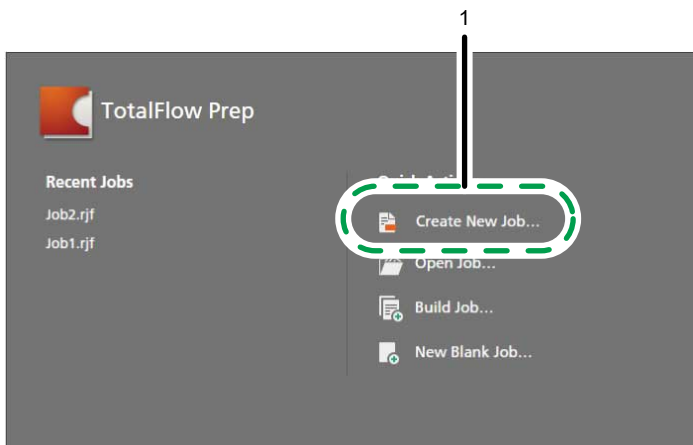 1
TotalFlow Prep
Recent Jobs
Job2.rjf
Job1.rjf
Create New Job...
Open Job...
Build Job...
New Blank Job...